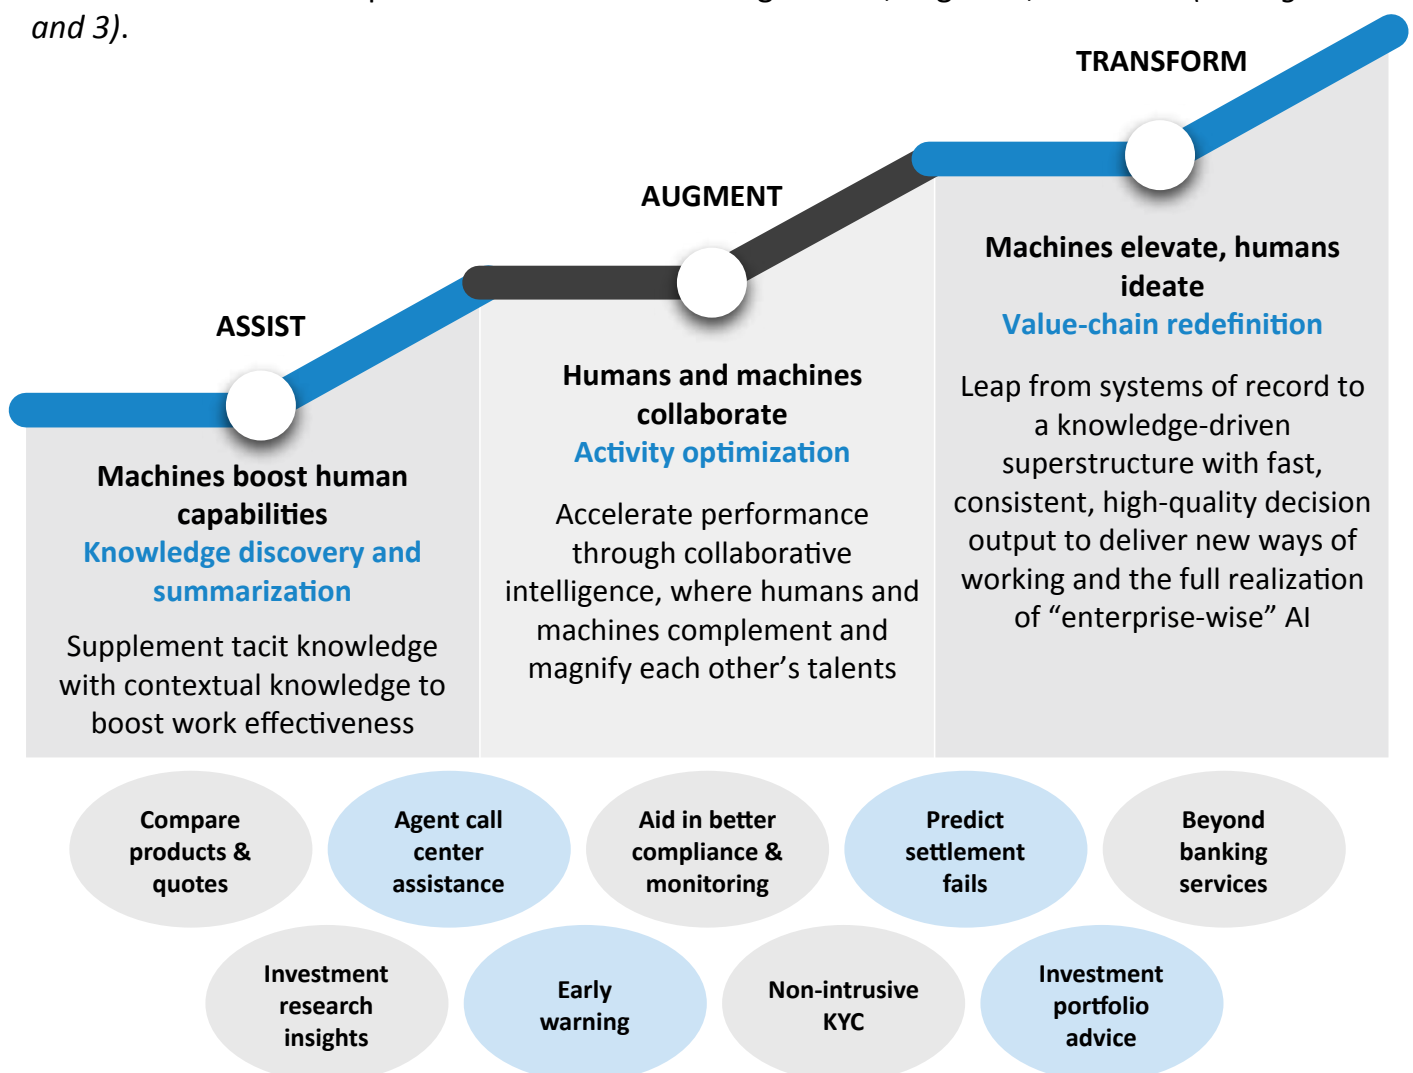 and 3).
TRANSFORM
AUGMENT
ASSIST
Machines elevate, humans
ideate
Value-chain redefinition
Leap from systems of record to
a knowledge-driven
superstructure with fast,
consistent, high-quality decision
output to deliver new ways of
working and the full realization
of “enterprise-wise” AI
Humans and machines
collaborate
Activity optimization
Accelerate performance
through collaborative
intelligence, where humans and
machines complement and
magnify each other’s talents
Machines boost human
capabilities
Knowledge discovery and
summarization
Supplement tacit knowledge
with contextual knowledge to
boost work effectiveness
Compare
products &
quotes
Agent call
center
assistance
Aid in better
compliance &
monitoring
Predict
settlement
fails
Beyond
banking
services
Investment
research
insights
Early
warning
Non-intrusive
KYC
Investment
portfolio
advice